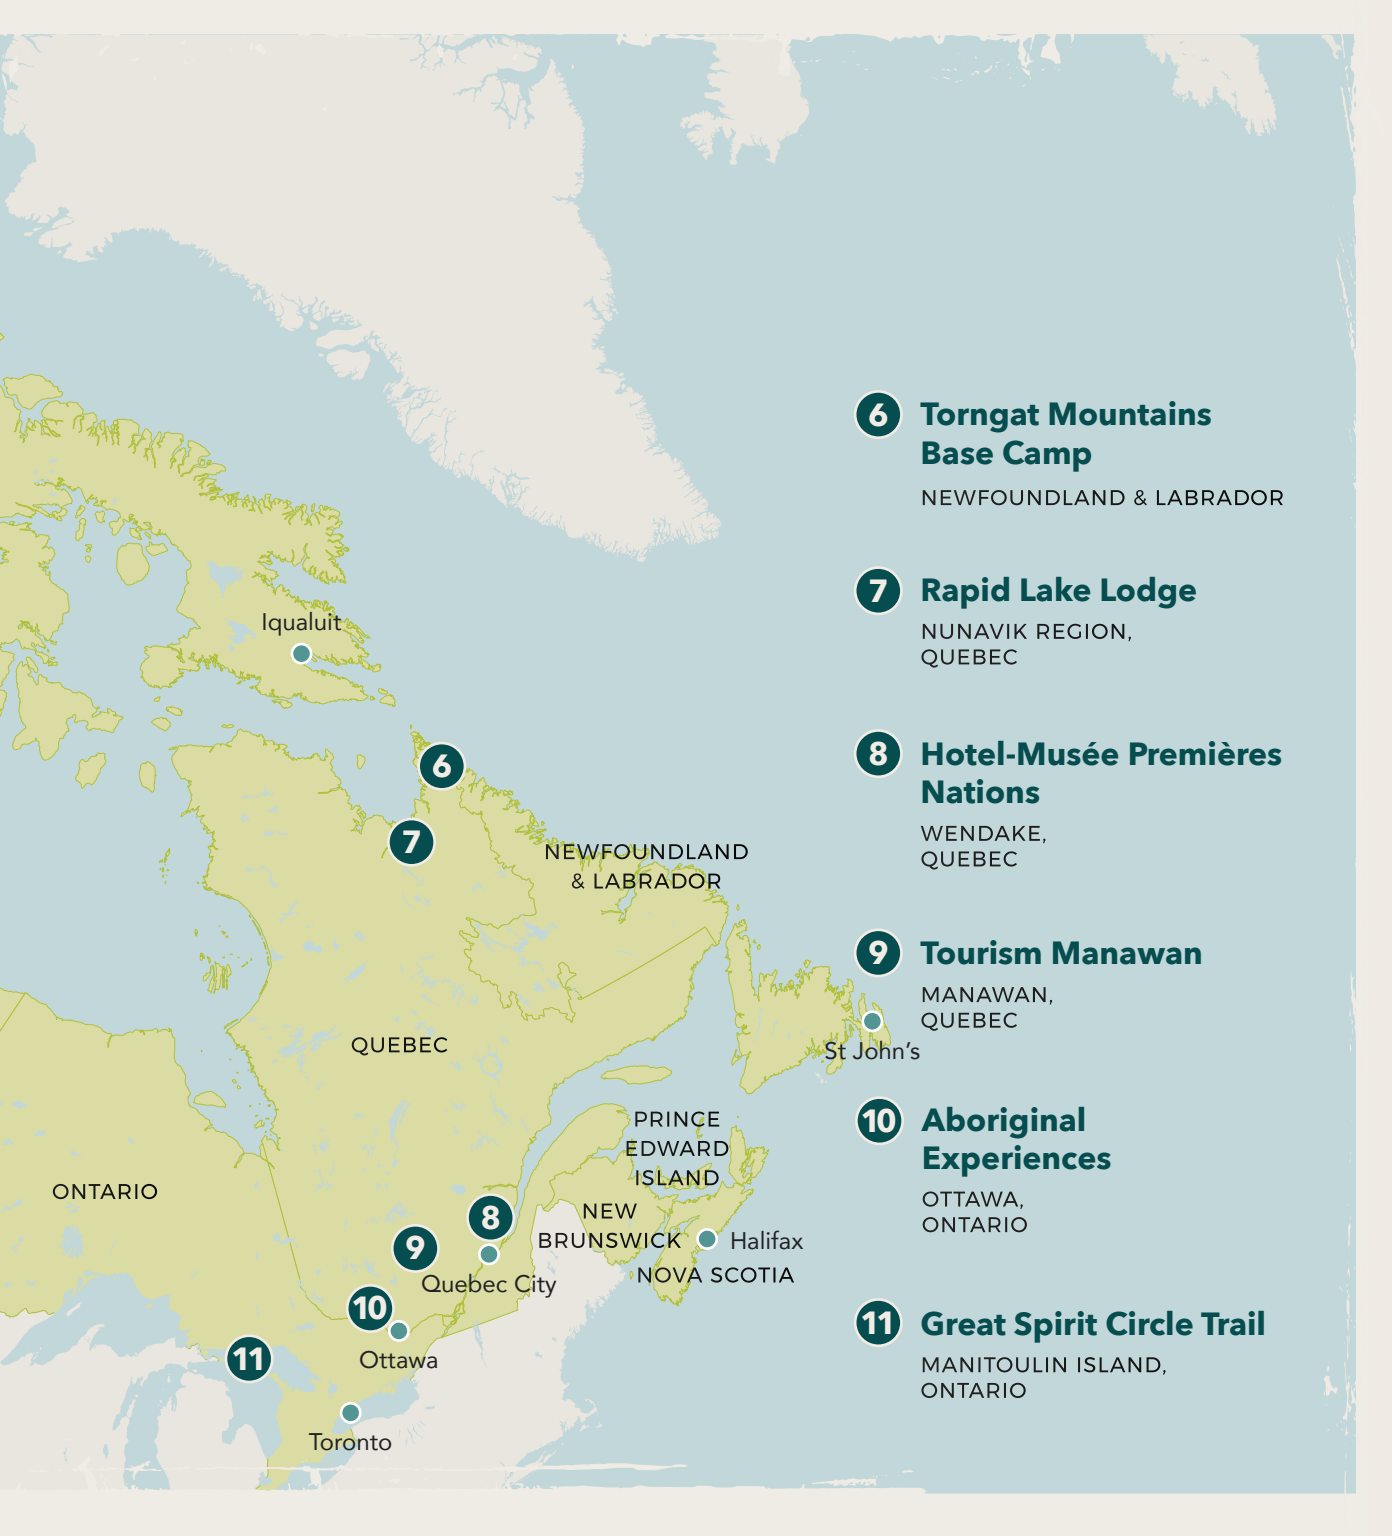 6 Torngat Mountains
Base Camp
NEWFOUNDLAND & LABRADOR
7 Rapid Lake Lodge
NUNAVIK REGION,
QUEBEC
8 Hotel-Musée Premières
Nations
WENDAKE,
QUEBEC
9 Tourism Manawan
MANAWAN,
QUEBEC
10 Aboriginal
Experiences
OTTAWA,
ONTARIO
11 Great Spirit Circle Trail
MANITOULIN ISLAND,
ONTARIO
Iqualuit
6
7
NEWFOUNDLAND
& LABRADOR
QUEBEC
St John’s
PRINCE
EDWARD
ISLAND
ONTARIO
NEW
BRUNSWICK
8
9
Halifax
NOVA SCOTIA
Quebec City
10
Ottawa
11
Toronto